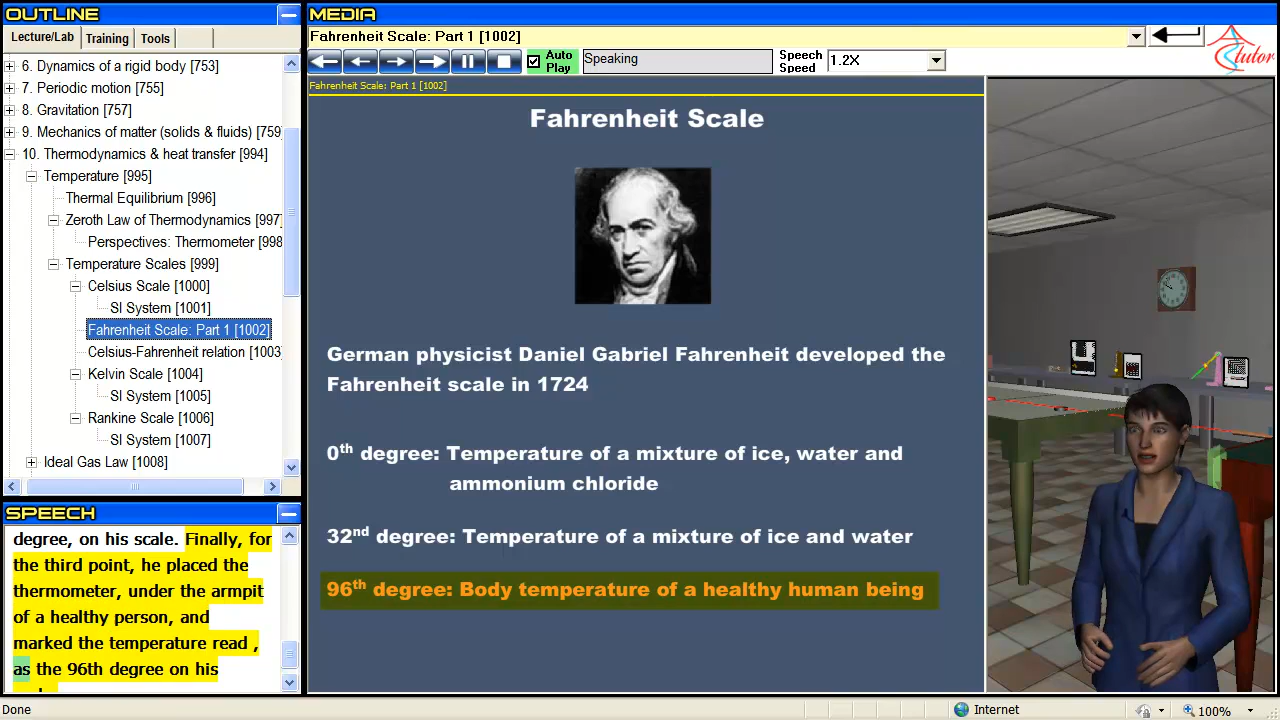 OUTLINE
Lecture/Lab Training Tools
6. Dynamics of a rigid body [753]
7. Periodic motion [755]
8. Gravitation [757]
9. Mechanics of matter (solids & fluids) [759
10. Thermodynamics & heat transfer [994]
Temperature [995]
Thermal Equilibrium [996]
Zeroth Law of Thermodynamics [997
Perspectives: Thermometer [998
Temperature Scales [999]
Celsius Scale [1000]
SI System [1001]
Fahrenheit Scale: Part 1 [1002]
Celsius-Fahrenheit relation [1003]
Kelvin Scale [1004]
SI System [1005]
Rankine Scale [1006]
SI System [1007]
Ideal Gas Law [1008]
SPEECH
degree, on his scale. Finally, for
the third point, he placed the
thermometer, under the armpit
of a healthy person, and
marked the temperature read ,
as the 96th degree on his
MEDIA
Fahrenheit Scale: Part 1 [1002]
Auto Play
Speaking
Speech Speed
1.2X
tutor
Fahrenheit Scale: Part 1 [1002]
Fahrenheit Scale
German physicist Daniel Gabriel Fahrenheit developed the
Fahrenheit scale in 1724
0th degree: Temperature of a mixture of ice, water and
ammonium chloride
32nd degree: Temperature of a mixture of ice and water
96th degree: Body temperature of a healthy human being
Done
Internet
100%